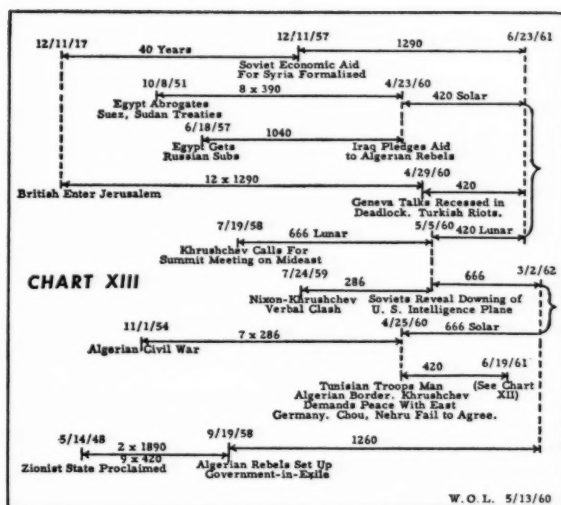 12/11/17 12/11/57 6/23/61
40 Years 1290
Soviet Economic Aid
For Syria Formalized
10/8/51 8 x 390 4/23/60 420 Solar
Egypt Abrogates
Suez, Sudan Treaties
6/18/57 1040
Egypt Gets
Russian Subs
Iraq Pledges Aid
to Algerian Rebels
12 x 1290 4/29/60 420
British Enter Jerusalem
Geneva Talks Recessed in
Deadlock. Turkish Riots.
7/19/58 666 Lunar 5/5/60 420 Lunar
Khrushchev Calls For
Summit Meeting on Mideast
CHART XIII
7/24/59 286 666 3/2/62
Nixon-Khrushchev
Verbal Clash
Soviets Reveal Downing of
U. S. Intelligence Plane
11/1/54 7 x 286 4/25/60 666 Solar
Algerian Civil War
420 6/19/61
Tunisian Troops Man
Algerian Border. Khrushchev
Demands Peace With East
Germany. Chou, Nehru Fail to Agree.
(See Chart
XII)
5/14/48 2 x 1890 9/19/58 1260
9 x 420
Zionist State Proclaimed
Algerian Rebels Set Up
Government-in-Exile
W.O.L. 5/13/60